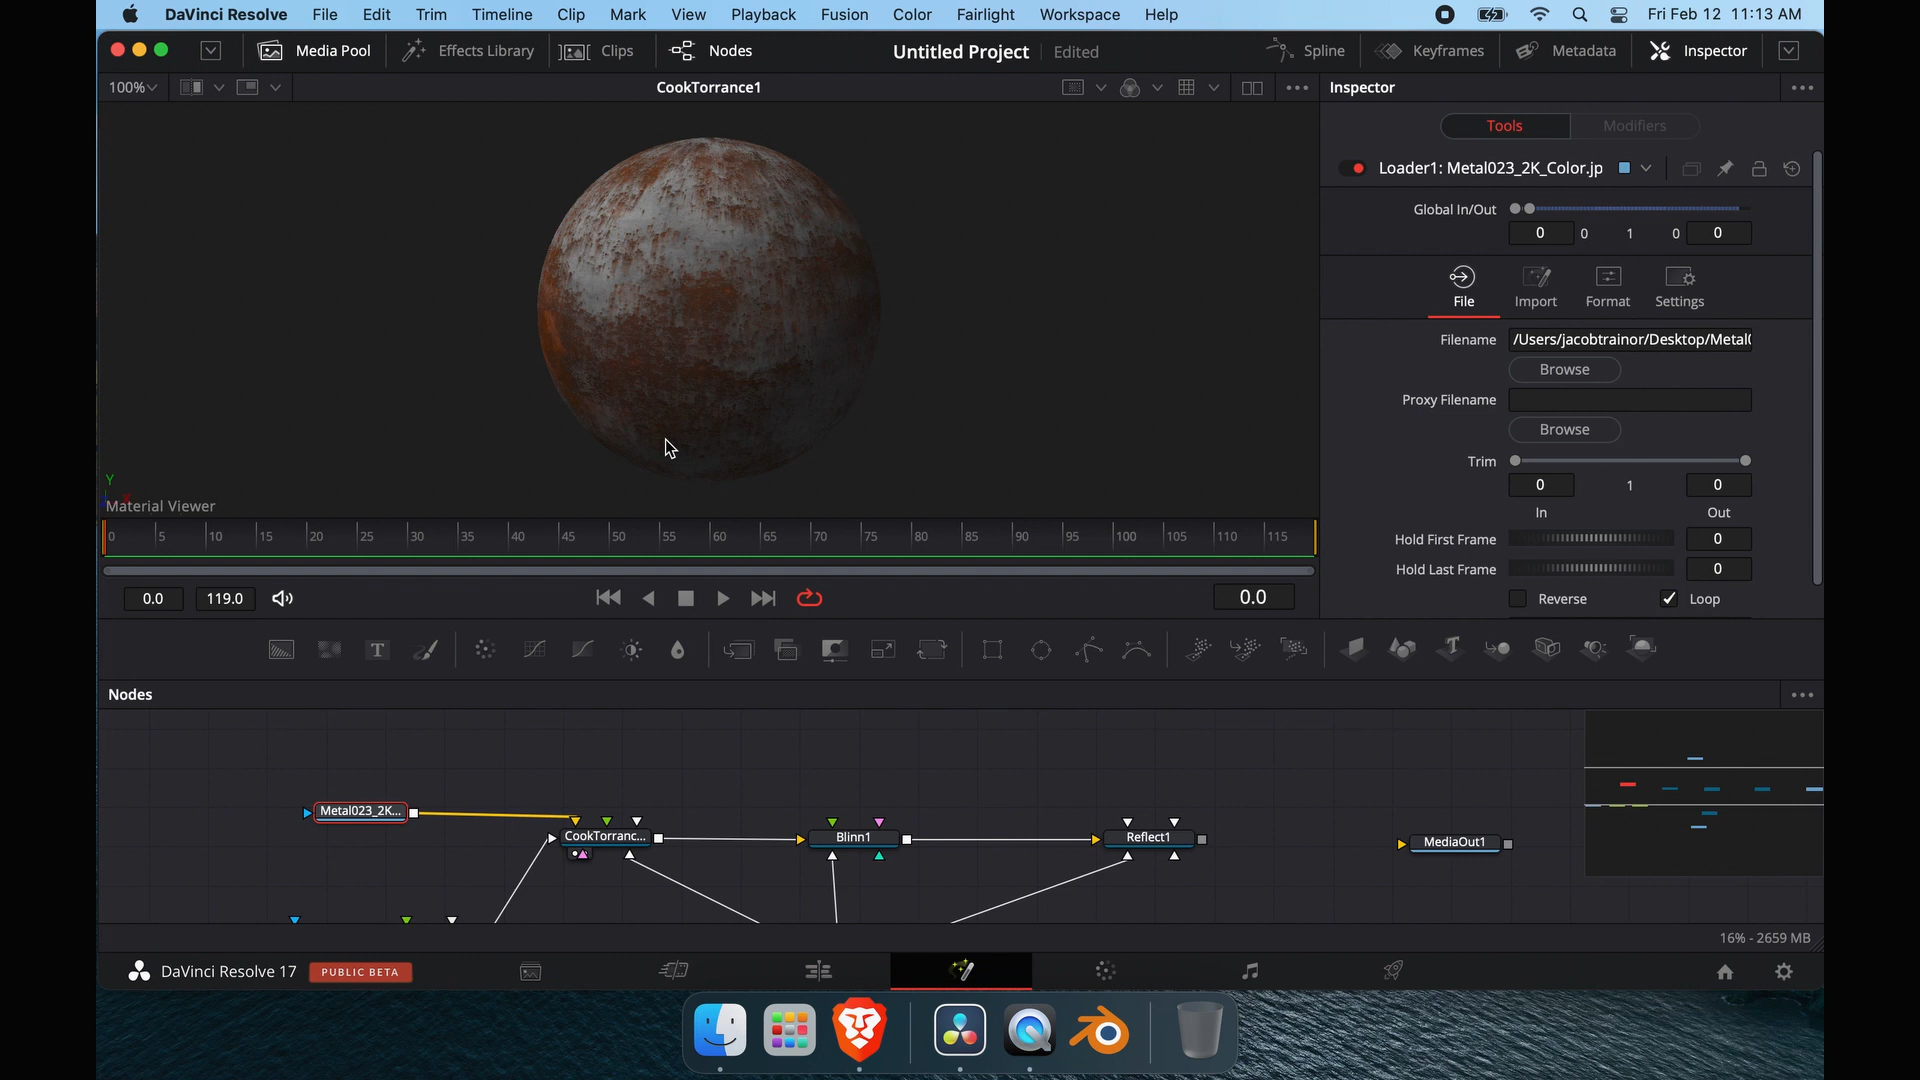 DaVinci Resolve File Edit Trim Timeline Clip Mark View Playback Fusion Color Fairlight Workspace Help Fri Feb 12 11:13 AM
Media Pool Effects Library Clips Nodes Untitled Project Edited Spline Keyframes Metadata Inspector
100% CookTorrance1 Inspector
Tools Modifiers
Loader1: Metal023_2K_Color.jp
Global In/Out
0 0 1 0 0
File Import Format Settings
Filename /Users/jacobtrainor/Desktop/Metal
Browse
Proxy Filename
Browse
Trim
0 1 0
In Out
Hold First Frame 0
Hold Last Frame 0
Reverse Loop
Y
X
Material Viewer
0 5 10 15 20 25 30 35 40 45 50 55 60 65 70 75 80 85 90 95 100 105 110 115
0.0 119.0 0.0
T T
Nodes
Metal023_2K...
CookTorranc...
Blinn1
Reflect1
MediaOut1
16% - 2659 MB
DaVinci Resolve 17 PUBLIC BETA